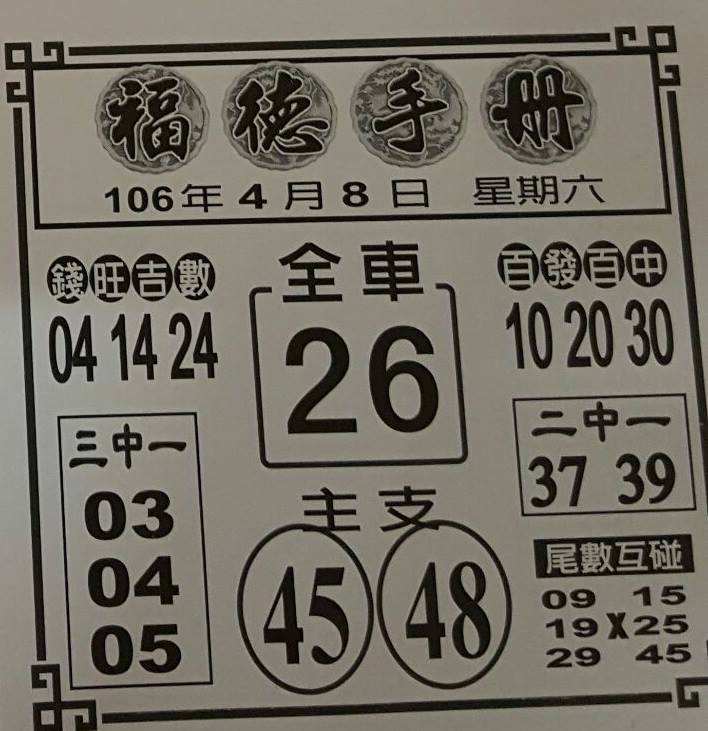 福德手册
106年4月8日 星期六
錢旺吉數
04 14 24
全車
26
百發百中
10 20 30
三中一
03
04
05
主支
45 48
二中一
37 39
尾數互碰
09 15
19 X 25
29 45